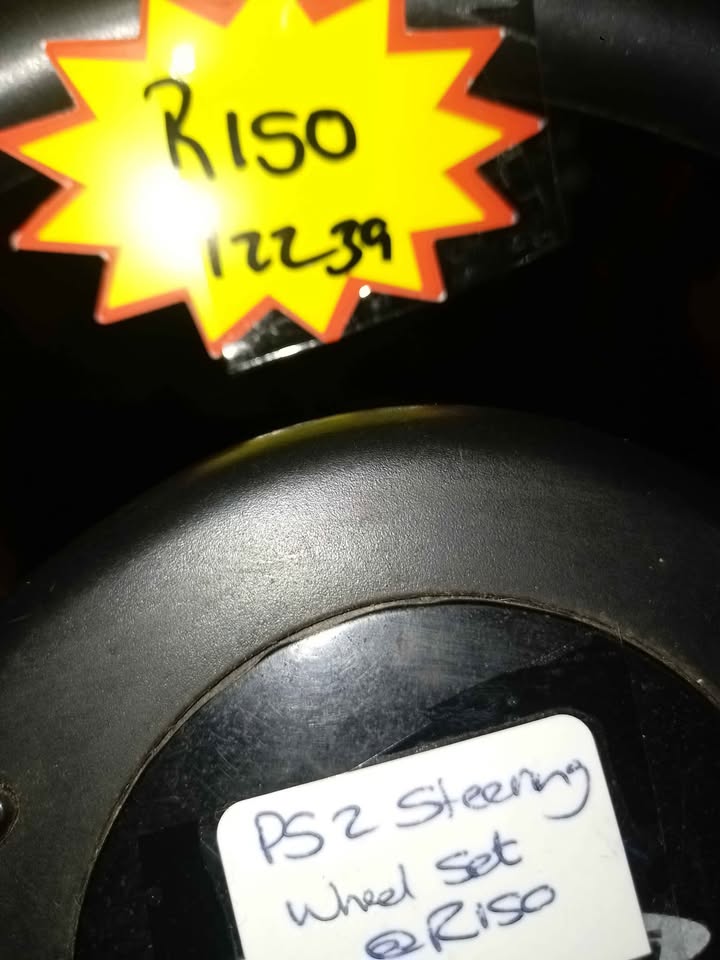 R150
12239
PS2 Steering
Wheel Set
@R150